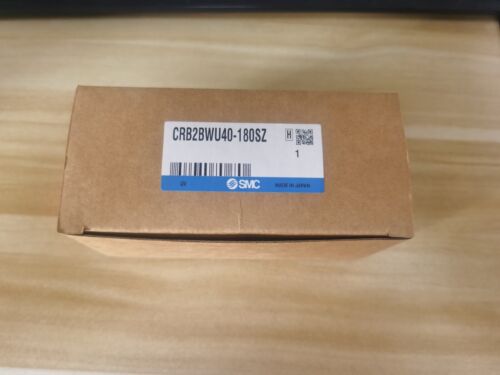 CRB2BWU40-180SZ
H
1
SMC
MADE IN JAPAN